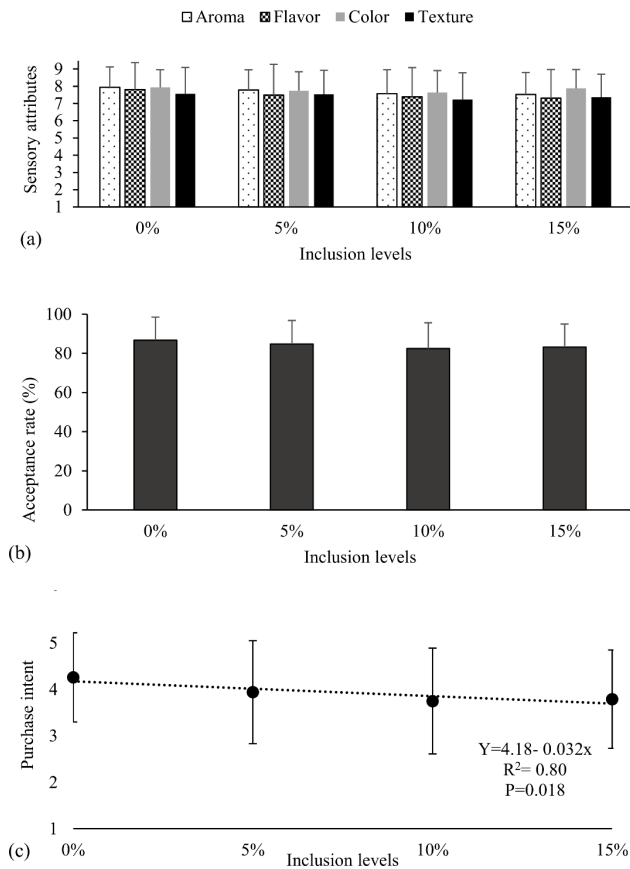 Aroma Flavor Color Texture
9
8
7
6
5
4
3
2
1
Sensory attributes
0% 5% 10% 15%
(a)
Inclusion levels
100
80
60
40
20
0
Acceptance rate (%)
0% 5% 10% 15%
(b)
Inclusion levels
5
4
3
2
1
Purchase intent
Y=4.18- 0.032x
R²= 0.80
P=0.018
(c)
0% 5% 10% 15%
Inclusion levels